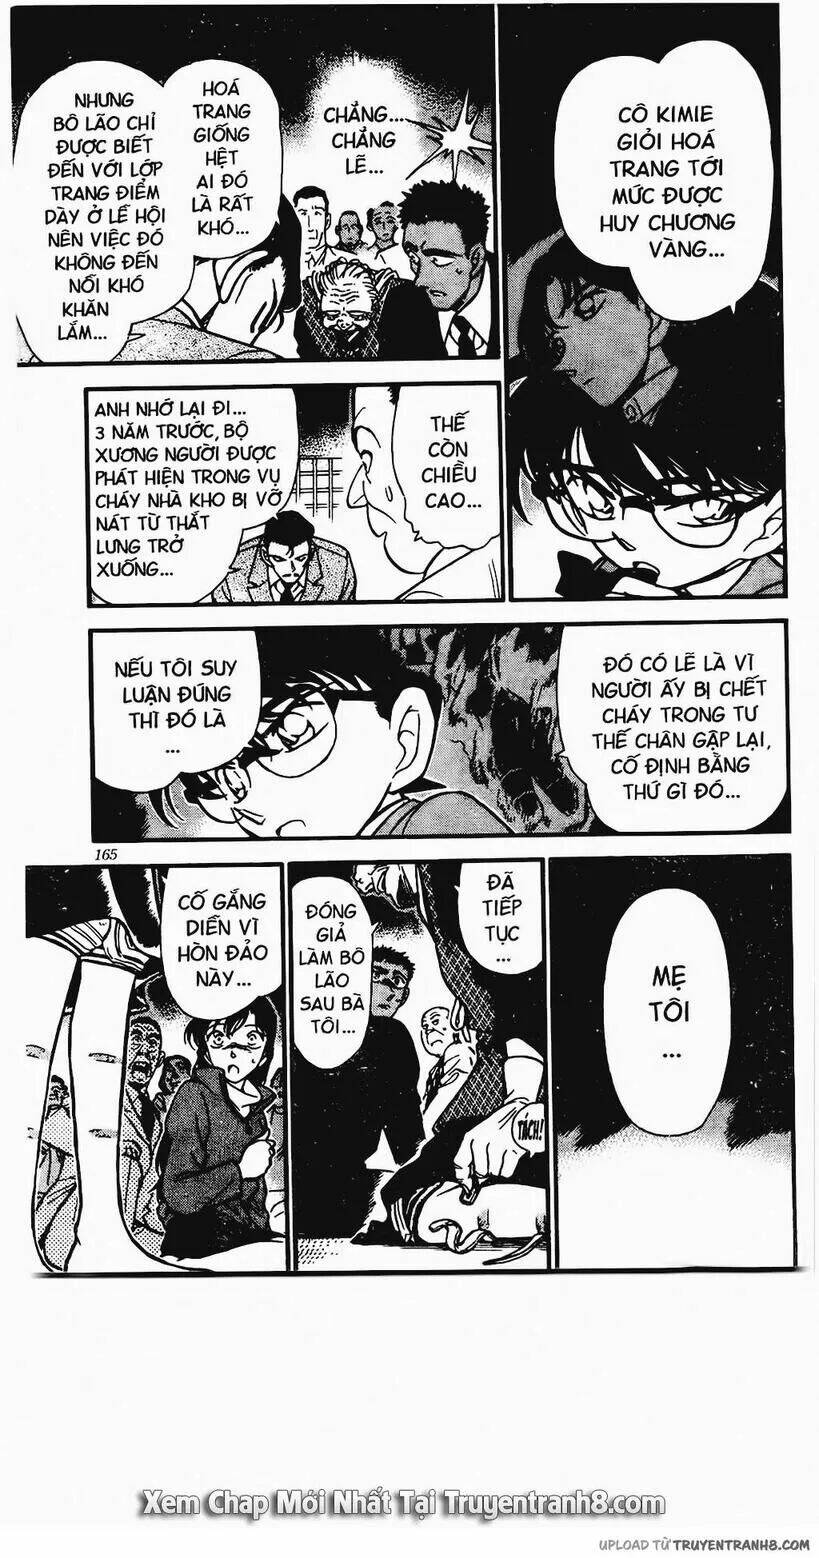 CÔ KIMIE
GIỎI HOÁ
TRANG TỚI
MỨC ĐƯỢC
HUY CHƯƠNG
VÀNG...
CHẲNG...
CHẲNG
LẼ...
HOÁ
TRANG
GIỐNG
HỆT
AI ĐÓ
LÀ RẤT
KHÓ...
NHƯNG
BÔ LÃO CHỈ
ĐƯỢC BIẾT
ĐẾN VỚI LỚP
TRANG ĐIỂM
DÀY Ở LỄ HỘI
NÊN VIỆC ĐÓ
KHÔNG ĐẾN
NỖI KHÓ
KHĂN
LẮM...
THẾ
CÒN
CHIỀU
CAO...
ANH NHỚ LẠI ĐI...
3 NĂM TRƯỚC, BỘ
XƯƠNG NGƯỜI ĐƯỢC
PHÁT HIỆN TRONG VỤ
CHÁY NHÀ KHO BỊ VỠ
NÁT TỪ THẮT
LƯNG TRỞ
XUỐNG...
ĐÓ CÓ LẼ LÀ VÌ
NGƯỜI ẤY BỊ CHẾT
CHÁY TRONG TƯ
THẾ CHÂN GẬP LẠI,
CỐ ĐỊNH BẰNG
THỨ GÌ ĐÓ...
NẾU TÔI SUY
LUẬN ĐÚNG
THÌ ĐÓ LÀ
...
165
MẸ
TÔI
...
ĐÃ
TIẾP
TỤC
...
TÁCH!
ĐÓNG
GIẢ
LÀM BÔ
LÃO
SAU BÀ
TÔI...
CỐ GẮNG
DIỄN VÌ
HÒN ĐẢO
NÀY...
Xem Chap Mới Nhất Tại Truyentranh8.com
UPLOAD TỪ TRUYENTRANH8.COM